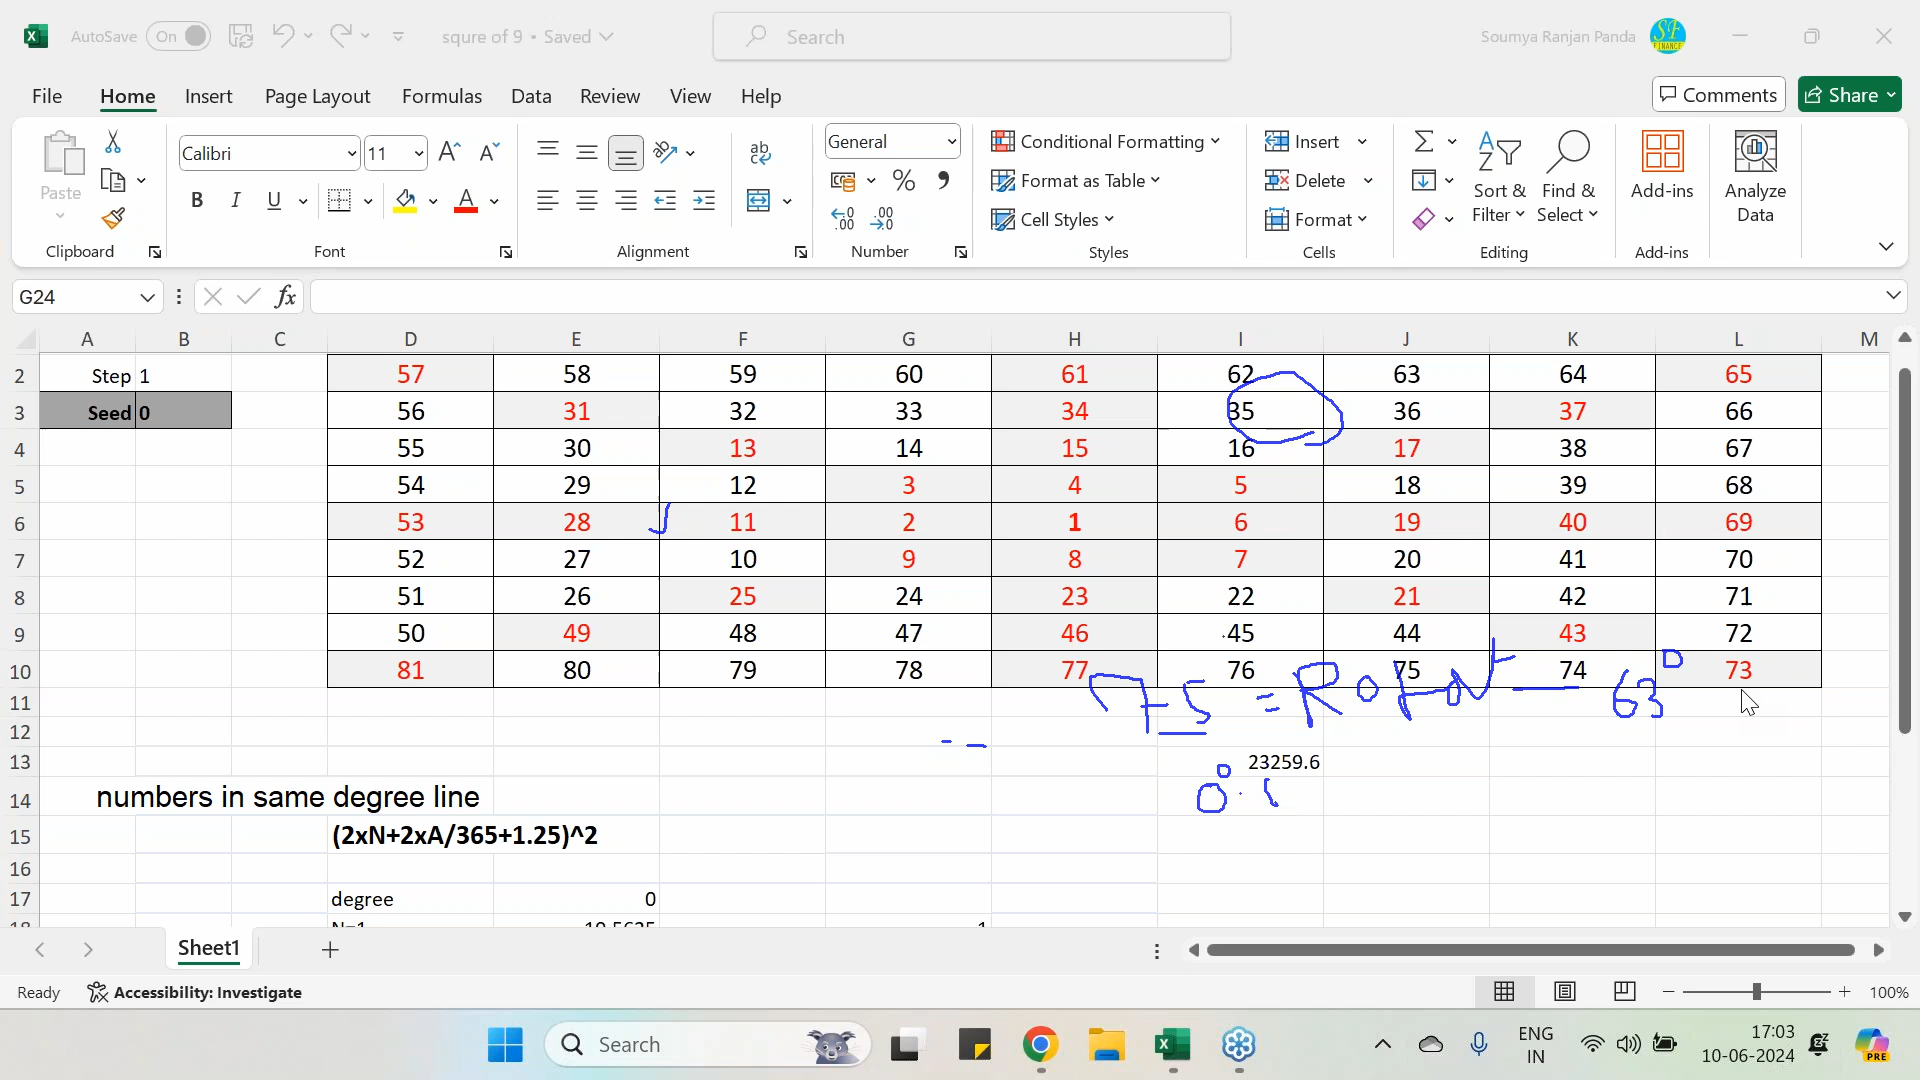 AutoSave On squre of 9 • Saved Search Soumya Ranjan Panda SF FINANCE
File Home Insert Page Layout Formulas Data Review View Help Comments Share
Paste Calibri 11 General Conditional Formatting Insert Σ Sort & Find & Add-ins Analyze
B I U Format as Table Delete Filter Select Data
Cell Styles Format
Clipboard Font Alignment Number Styles Cells Editing Add-ins
G24 fx
A B C D E F G H I J K L M
2 Step 1 57 58 59 60 61 62 63 64 65
3 Seed 0 56 31 32 33 34 35 36 37 66
4 55 30 13 14 15 16 17 38 67
5 54 29 12 3 4 5 18 39 68
6 53 28 11 2 1 6 19 40 69
7 52 27 10 9 8 7 20 41 70
8 51 26 25 24 23 22 21 42 71
9 50 49 48 47 46 45 44 43 72
10 81 80 79 78 77 76 75 74 73
11 75 = 63°
12
13 23259.6
14 numbers in same degree line
15 (2xN+2xA/365+1.25)^2
16
17 degree 0
18 N=1 10.5625 1
Sheet1
Ready Accessibility: Investigate 100%
Search ENG IN 17:03 10-06-2024 PRE